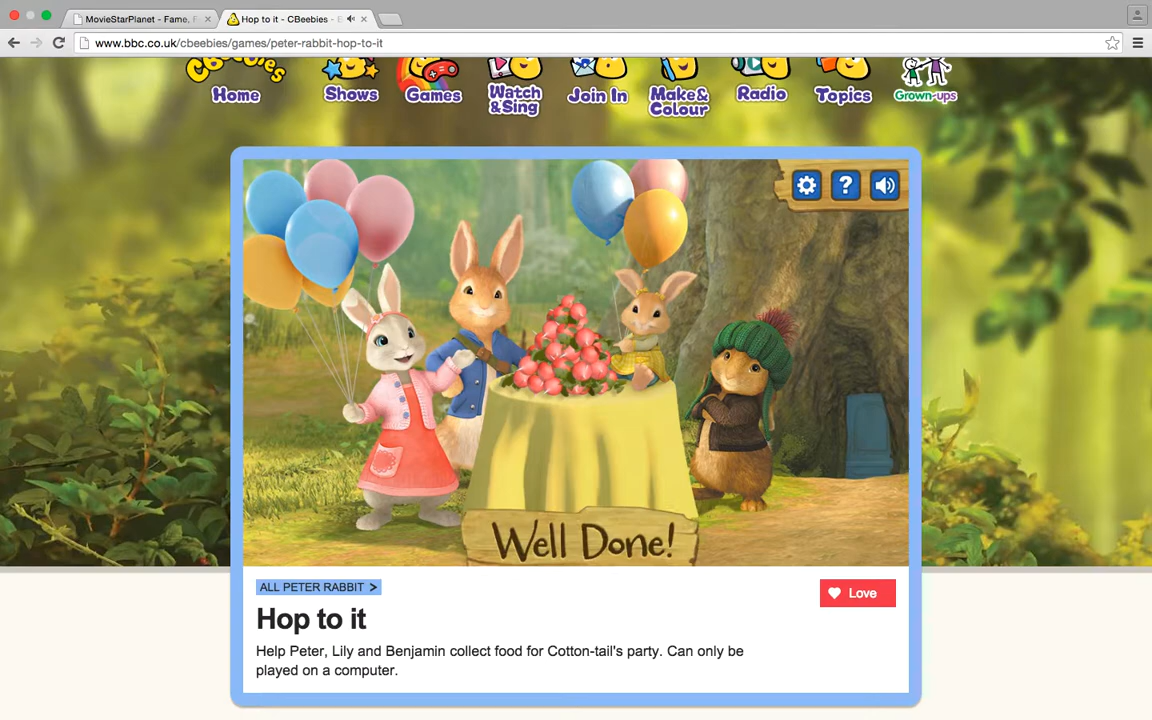 MovieStarPlanet - Fame, F
Hop to it - CBeebies - B
www.bbc.co.uk/cbeebies/games/peter-rabbit-hop-to-it
CBeebies
Home
Shows
Games
Watch
&Sing
Join In
Make&
Colour
Radio
Topics
Grown-ups
?
Well Done!
ALL PETER RABBIT >
Love
Hop to it
Help Peter, Lily and Benjamin collect food for Cotton-tail's party. Can only be
played on a computer.